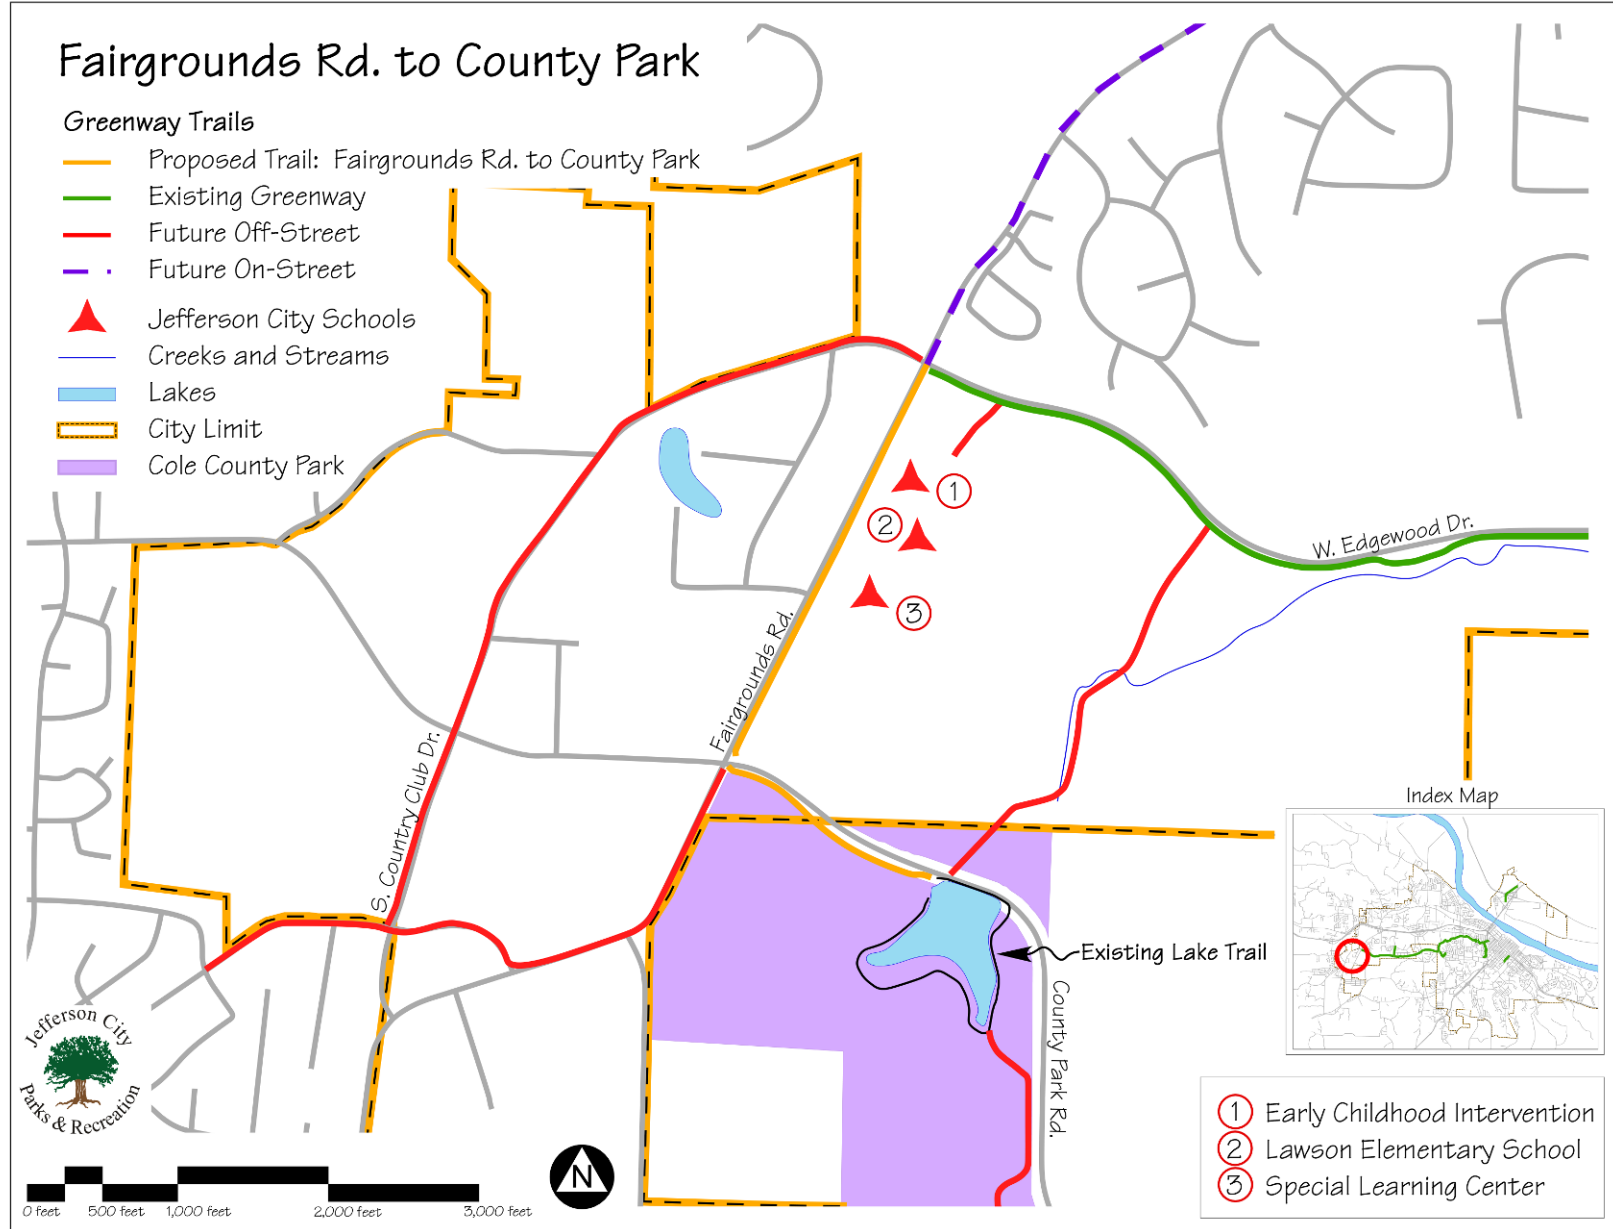 Fairgrounds Rd. to County Park
Greenway Trails
Proposed Trail: Fairgrounds Rd. to County Park
Existing Greenway
Future Off-Street
Future On-Street
Jefferson City Schools
Creeks and Streams
Lakes
City Limit
Cole County Park
1
2
3
W. Edgewood Dr.
Fairgrounds Rd.
S. Country Club Dr.
Existing Lake Trail
County Park Rd.
Index Map
Jefferson City
Parks & Recreation
N
0 feet 500 feet 1,000 feet 2,000 feet 3,000 feet
1 Early Childhood Intervention
2 Lawson Elementary School
3 Special Learning Center